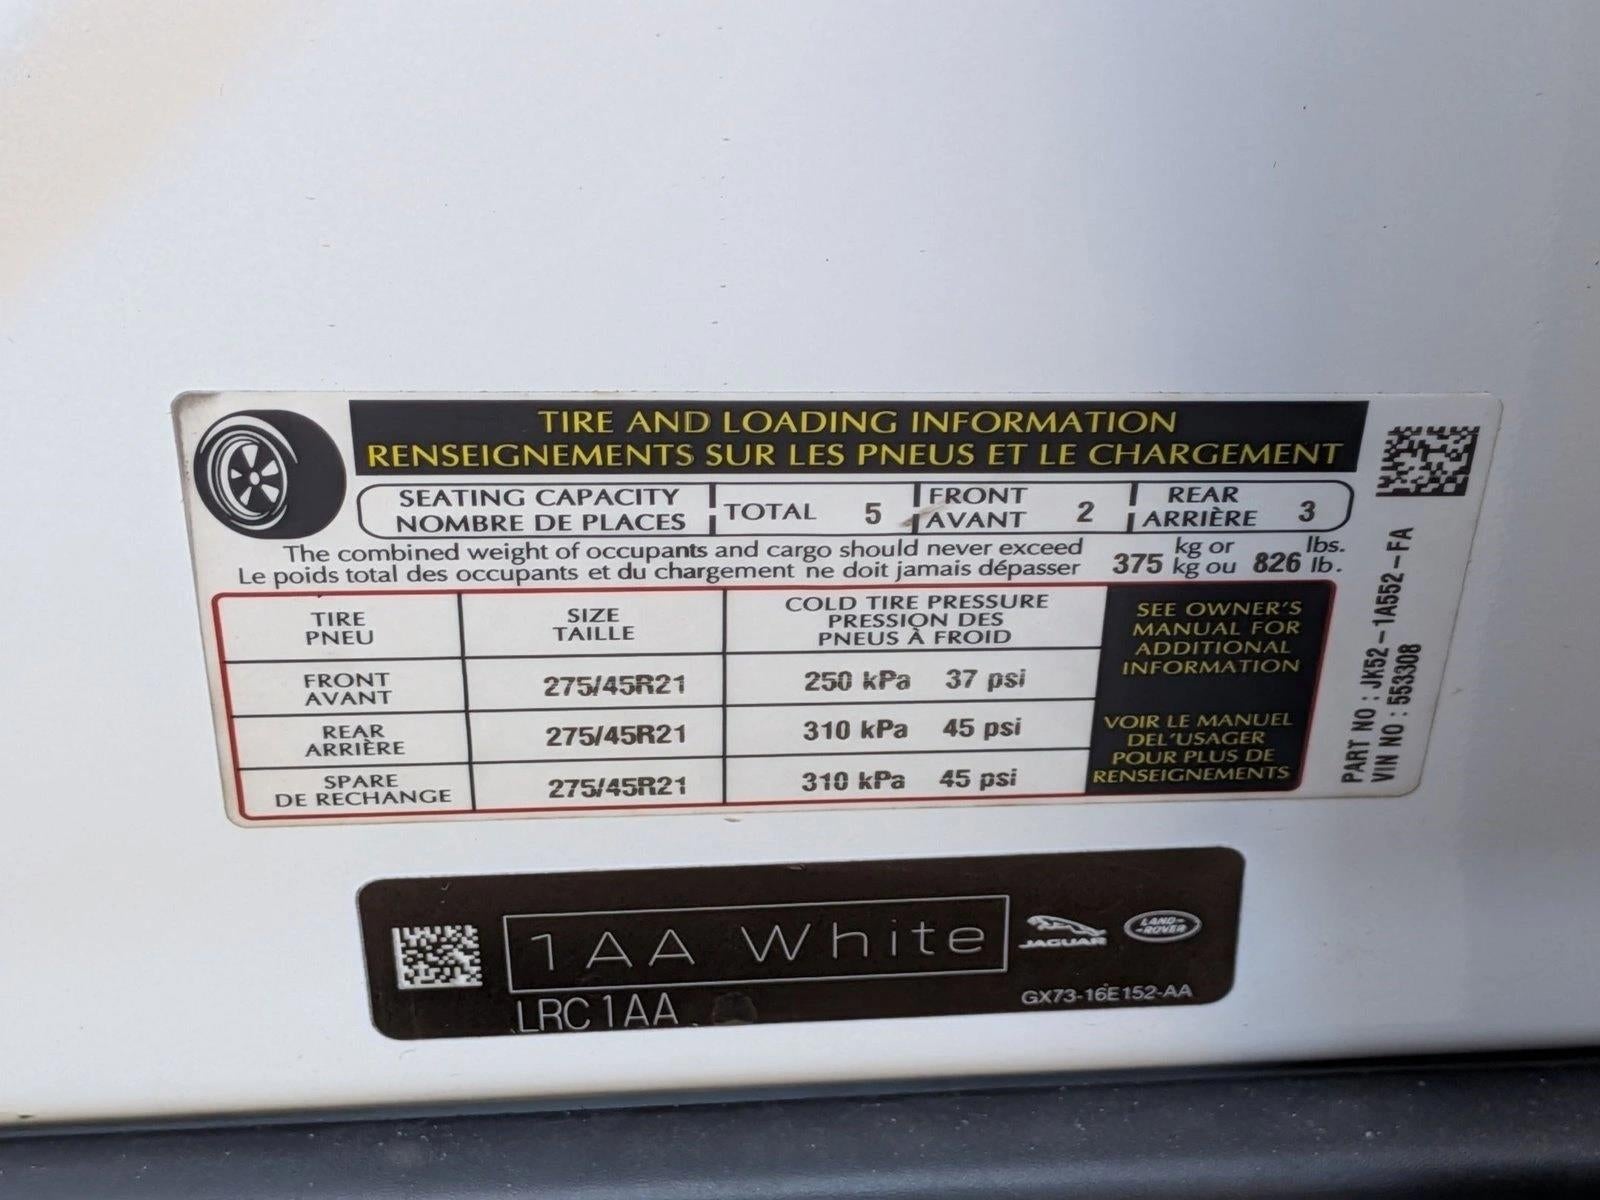 TIRE AND LOADING INFORMATION
RENSEIGNEMENTS SUR LES PNEUS ET LE CHARGEMENT
SEATING CAPACITY
NOMBRE DE PLACES
TOTAL 5
FRONT
AVANT 2
REAR
ARRIÈRE 3
The combined weight of occupants and cargo should never exceed
Le poids total des occupants et du chargement ne doit jamais dépasser
375 kg or
kg ou 826 lbs.
lb.
TIRE
PNEU
SIZE
TAILLE
COLD TIRE PRESSURE
PRESSION DES
PNEUS À FROID
FRONT
AVANT
275/45R21
250 kPa 37 psi
REAR
ARRIÈRE
275/45R21
310 kPa 45 psi
SPARE
DE RECHANGE
275/45R21
310 kPa 45 psi
SEE OWNER'S
MANUAL FOR
ADDITIONAL
INFORMATION
VOIR LE MANUEL
DEL'USAGER
POUR PLUS DE
RENSEIGNEMENTS
PART NO : JK52-1A552-FA
VIN NO : 553308
1AA White
LRC1AA
JAGUAR
LAND-
-ROVER
GX73-16E152-AA